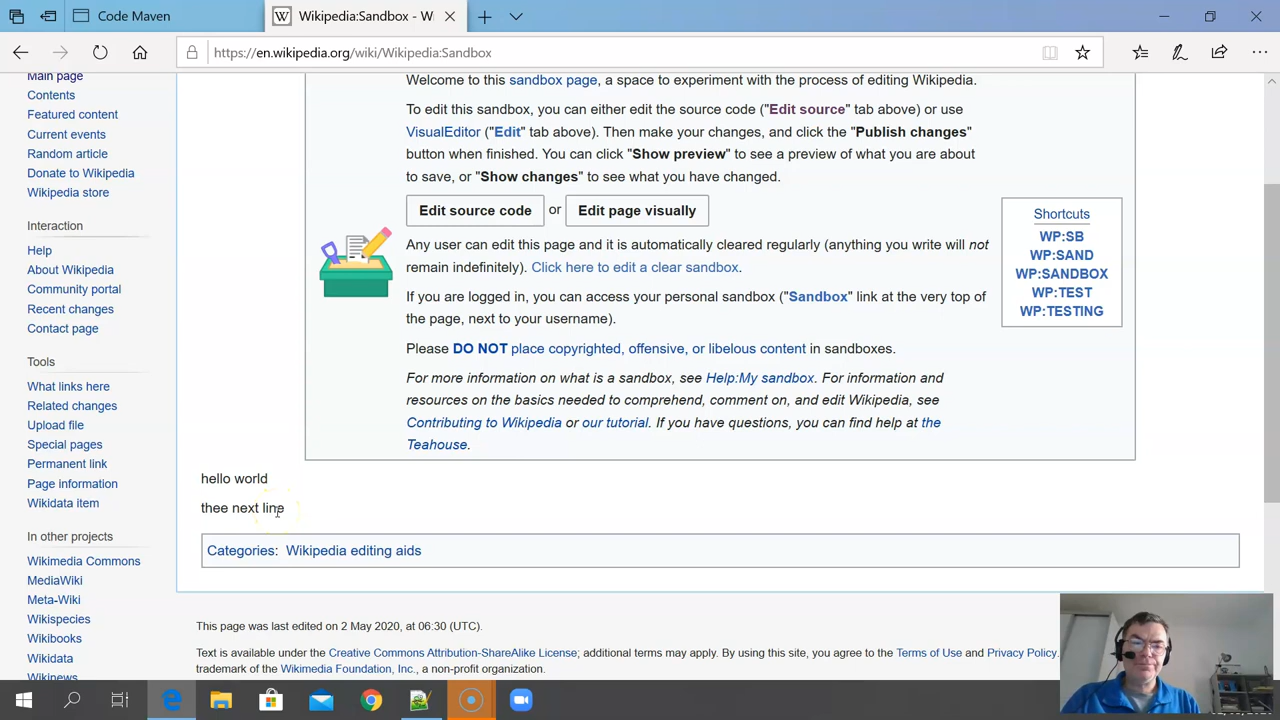 Code Maven
Wikipedia:Sandbox - W
https://en.wikipedia.org/wiki/Wikipedia:Sandbox
Main page
Contents
Featured content
Current events
Random article
Donate to Wikipedia
Wikipedia store
Interaction
Help
About Wikipedia
Community portal
Recent changes
Contact page
Tools
What links here
Related changes
Upload file
Special pages
Permanent link
Page information
Wikidata item
In other projects
Wikimedia Commons
MediaWiki
Meta-Wiki
Wikispecies
Wikibooks
Wikidata
Wikinews
Welcome to this sandbox page, a space to experiment with the process of editing Wikipedia.
To edit this sandbox, you can either edit the source code ("Edit source" tab above) or use
VisualEditor ("Edit" tab above). Then make your changes, and click the "Publish changes"
button when finished. You can click "Show preview" to see a preview of what you are about
to save, or "Show changes" to see what you have changed.
Edit source code or Edit page visually
Any user can edit this page and it is automatically cleared regularly (anything you write will not
remain indefinitely). Click here to edit a clear sandbox.
If you are logged in, you can access your personal sandbox ("Sandbox" link at the very top of
the page, next to your username).
Please DO NOT place copyrighted, offensive, or libelous content in sandboxes.
For more information on what is a sandbox, see Help:My sandbox. For information and
resources on the basics needed to comprehend, comment on, and edit Wikipedia, see
Contributing to Wikipedia or our tutorial. If you have questions, you can find help at the
Teahouse.
Shortcuts
WP:SB
WP:SAND
WP:SANDBOX
WP:TEST
WP:TESTING
hello world
thee next line
Categories: Wikipedia editing aids
This page was last edited on 2 May 2020, at 06:30 (UTC).
Text is available under the Creative Commons Attribution-ShareAlike License; additional terms may apply. By using this site, you agree to the Terms of Use and Privacy Policy.
trademark of the Wikimedia Foundation, Inc., a non-profit organization.